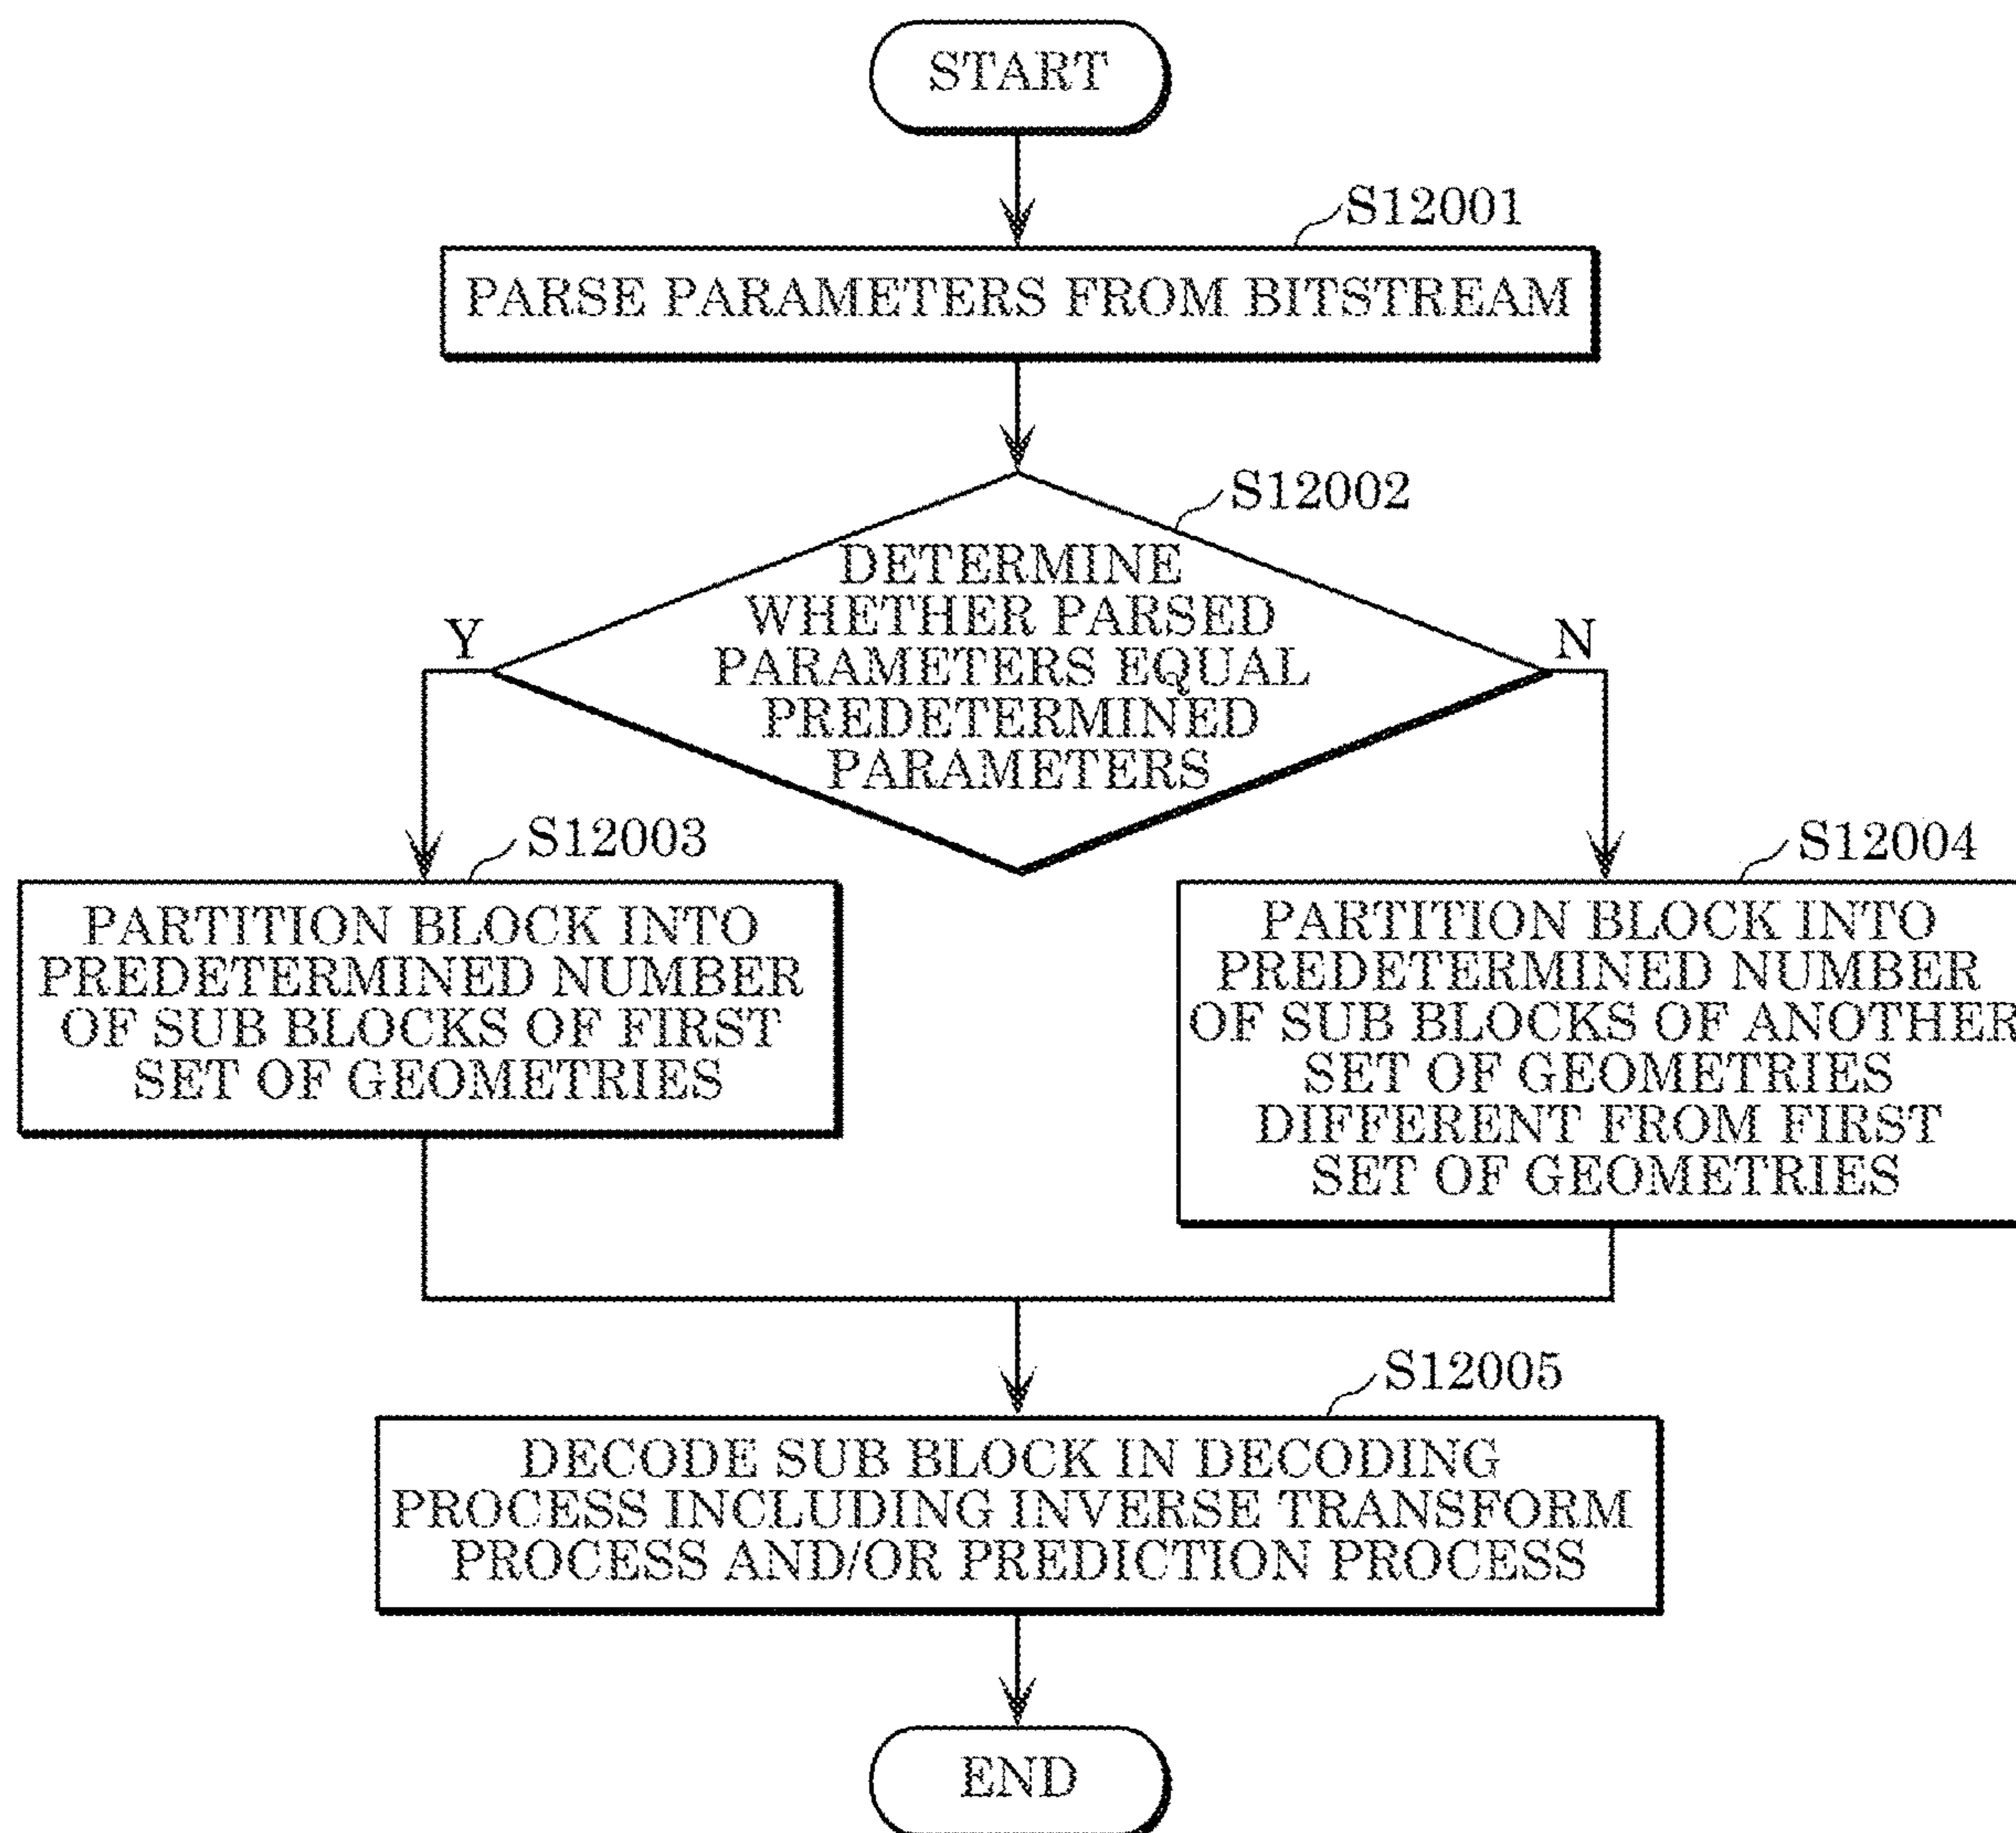 START
S12001
PARSE PARAMETERS FROM BITSTREAM
S12002
DETERMINE
WHETHER PARSED
PARAMETERS EQUAL
PREDETERMINED
PARAMETERS
Y
N
S12003
PARTITION BLOCK INTO
PREDETERMINED NUMBER
OF SUB BLOCKS OF FIRST
SET OF GEOMETRIES
S12004
PARTITION BLOCK INTO
PREDETERMINED NUMBER
OF SUB BLOCKS OF ANOTHER
SET OF GEOMETRIES
DIFFERENT FROM FIRST
SET OF GEOMETRIES
S12005
DECODE SUB BLOCK IN DECODING
PROCESS INCLUDING INVERSE TRANSFORM
PROCESS AND/OR PREDICTION PROCESS
END